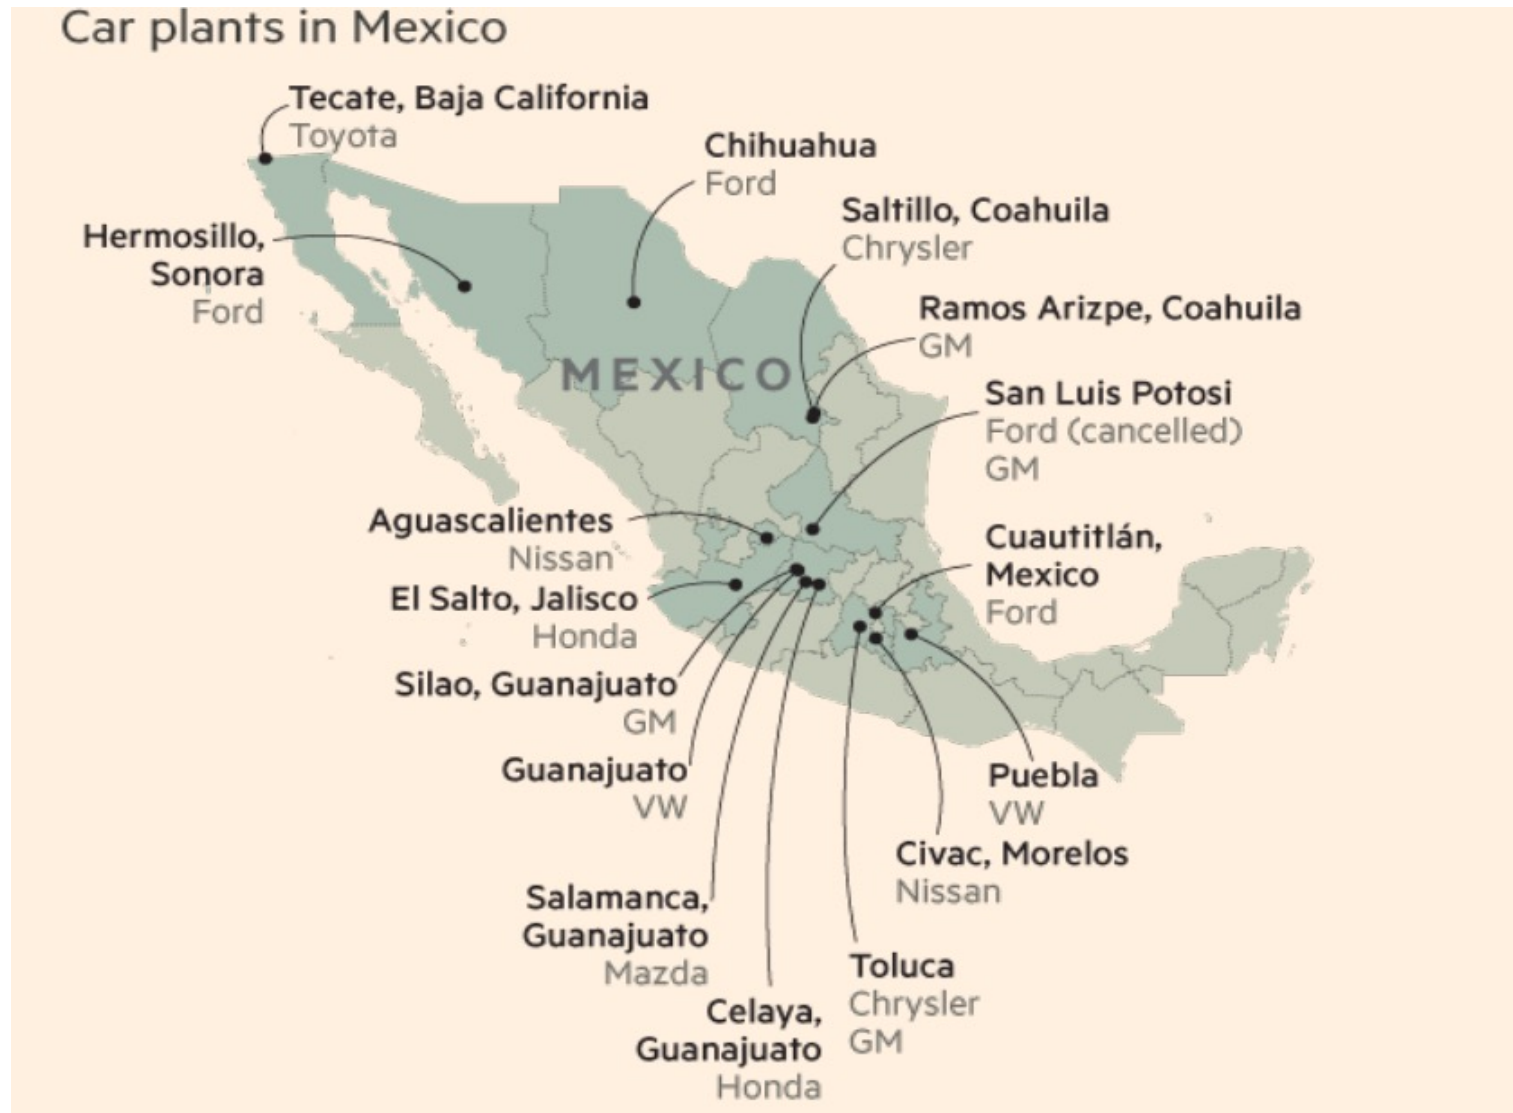 Car plants in Mexico
Tecate, Baja California
Toyota
Chihuahua
Ford
Saltillo, Coahuila
Chrysler
Hermosillo,
Sonora
Ford
Ramos Arizpe, Coahuila
GM
MEXICO
San Luis Potosi
Ford (cancelled)
GM
Aguascalientes
Nissan
Cuautitlán,
Mexico
Ford
El Salto, Jalisco
Honda
Silao, Guanajuato
GM
Guanajuato
VW
Puebla
VW
Civac, Morelos
Nissan
Salamanca,
Guanajuato
Mazda
Toluca
Chrysler
GM
Celaya,
Guanajuato
Honda